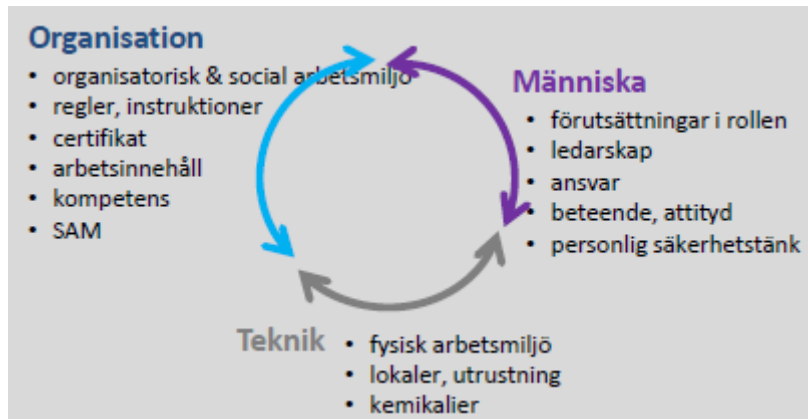 Organisation
• organisatorisk & social arbetsmiljö
• regler, instruktioner
• certifikat
• arbetsinnehåll
• kompetens
• SAM
Människa
• förutsättningar i rollen
• ledarskap
• ansvar
• beteende, attityd
• personlig säkerhetstänk
Teknik
• fysisk arbetsmiljö
• lokaler, utrustning
• kemikalier